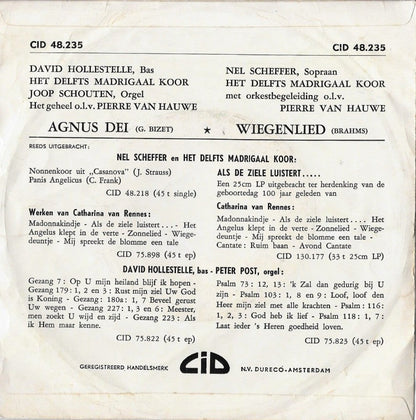 CID 48.235 CID 48.235
DAVID HOLLESTELLE, Bas
HET DELFTS MADRIGAAL KOOR
JOOP SCHOUTEN, Orgel
Het geheel o.l.v. PIERRE VAN HAUWE
NEL SCHEFFER, Sopraan
HET DELFTS MADRIGAAL KOOR
met orkestbegeleiding o.l.v.
PIERRE VAN HAUWE
AGNUS DEI (G. BIZET) ★ WIEGENLIED (BRAHMS)
REEDS UITGEBRACHT:
NEL SCHEFFER en HET DELFTS MADRIGAAL KOOR:
Nonnenkoor uit „Casanova" (J. Strauss)
Panis Angelicus (C. Franck)
CID 48.218 (45 t single)
Werken van Catharina van Rennes:
Madonnakindje - Als de ziele luistert.... - Het
Angelus klept in de verte - Zonnelied - Wiege-
deuntje - Mij spreekt de blomme een tale
CID 75.898 (45 t ep)
ALS DE ZIELE LUISTERT.....
Een 25cm LP uitgebracht ter herdenking van de
geboortedag 100 jaar geleden van
Catharina van Rennes:
Madonnakindje - Als de ziele luistert.... - Het
Angelus klept in de verte - Zonnelied - Wiege-
deuntje - Mij spreekt de blomme een tale -
Cantate: Ruim baan - Avond Cantate
CID 130.177 (33 t 25cm LP)
DAVID HOLLESTELLE, bas - PETER POST, orgel:
Gezang 7: Op U mijn heiland blijf ik hopen -
Gezang 179: 1, 2 en 3: Rust mijn ziel Uw God
is Koning - Gezang: 180a: 1, 7 Beveel gerust
Uw wegen - Gezang 227: 1, 3 en 6: Meester,
men zoekt U wijd en zijd - Gezang 223: Als
ik Hem maar kenne.
CID 75.822 (45 t ep)
Psalm 73: 12, 13: 'k Zal dan gedurig bij U
zijn - Psalm 103: 1, 8 en 9: Loof, loof den
Heer mijn ziel met alle krachten - Psalm 116:
1, 2, 3: God heb ik lief - Psalm 118: 1, 7:
Laat ieder 's Heren goedheid loven.
CID 75.823 (45 t ep)
GEREGISTREERD HANDELSMERK CID N.V. DURECO-AMSTERDAM